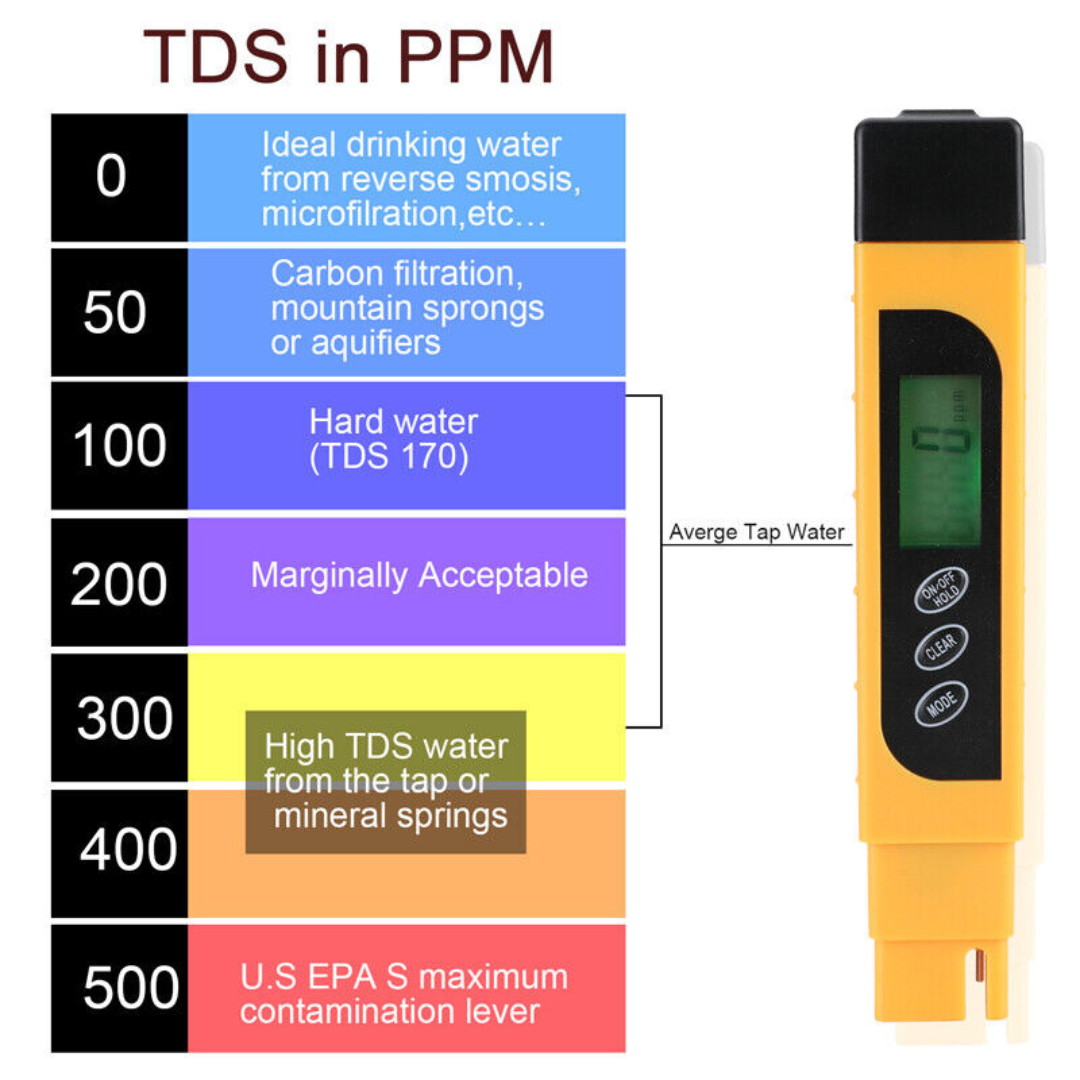 TDS in PPM
0
Ideal drinking water
from reverse smosis,
microfilration,etc...
50
Carbon filtration,
mountain sprongs
or aquifiers
100
Hard water
(TDS 170)
200
Marginally Acceptable
300
High TDS water
from the tap or
mineral springs
400
500
U.S EPA S maximum
contamination lever
Averge Tap Water
0
ppm
ON-OFF
HOLD
CLEAR
MODE